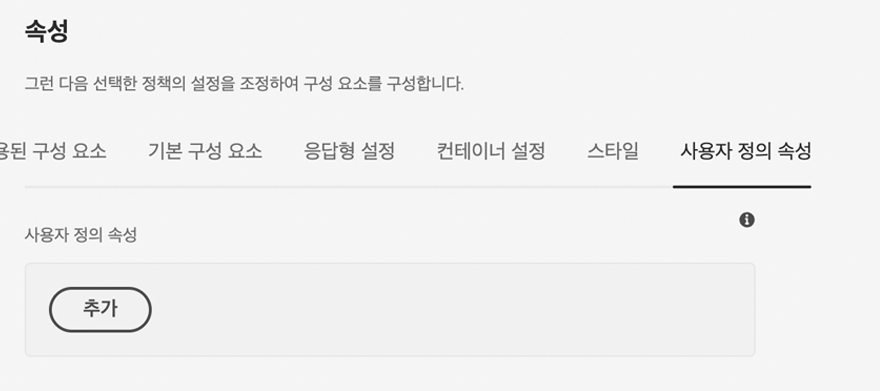 속성
그런 다음 선택한 정책의 설정을 조정하여 구성 요소를 구성합니다.
용된 구성 요소 기본 구성 요소 응답형 설정 컨테이너 설정 스타일 사용자 정의 속성
사용자 정의 속성
추가